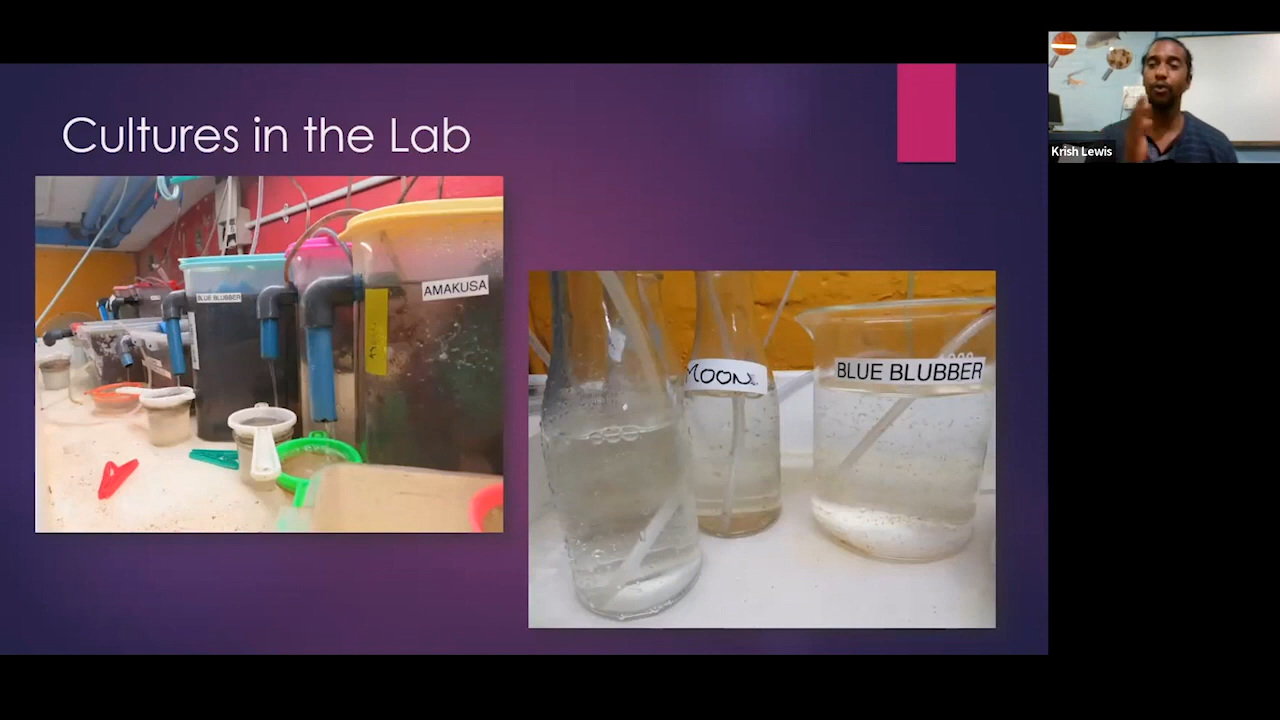 Cultures in the Lab
Krish Lewis
BLUE BLUBBER
AMAKUSA
MOON
BLUE BLUBBER